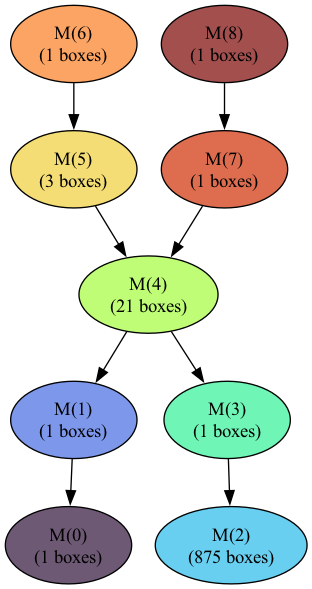 M(6)
(1 boxes)
M(8)
(1 boxes)
M(5)
(3 boxes)
M(7)
(1 boxes)
M(4)
(21 boxes)
M(1)
(1 boxes)
M(3)
(1 boxes)
M(0)
(1 boxes)
M(2)
(875 boxes)